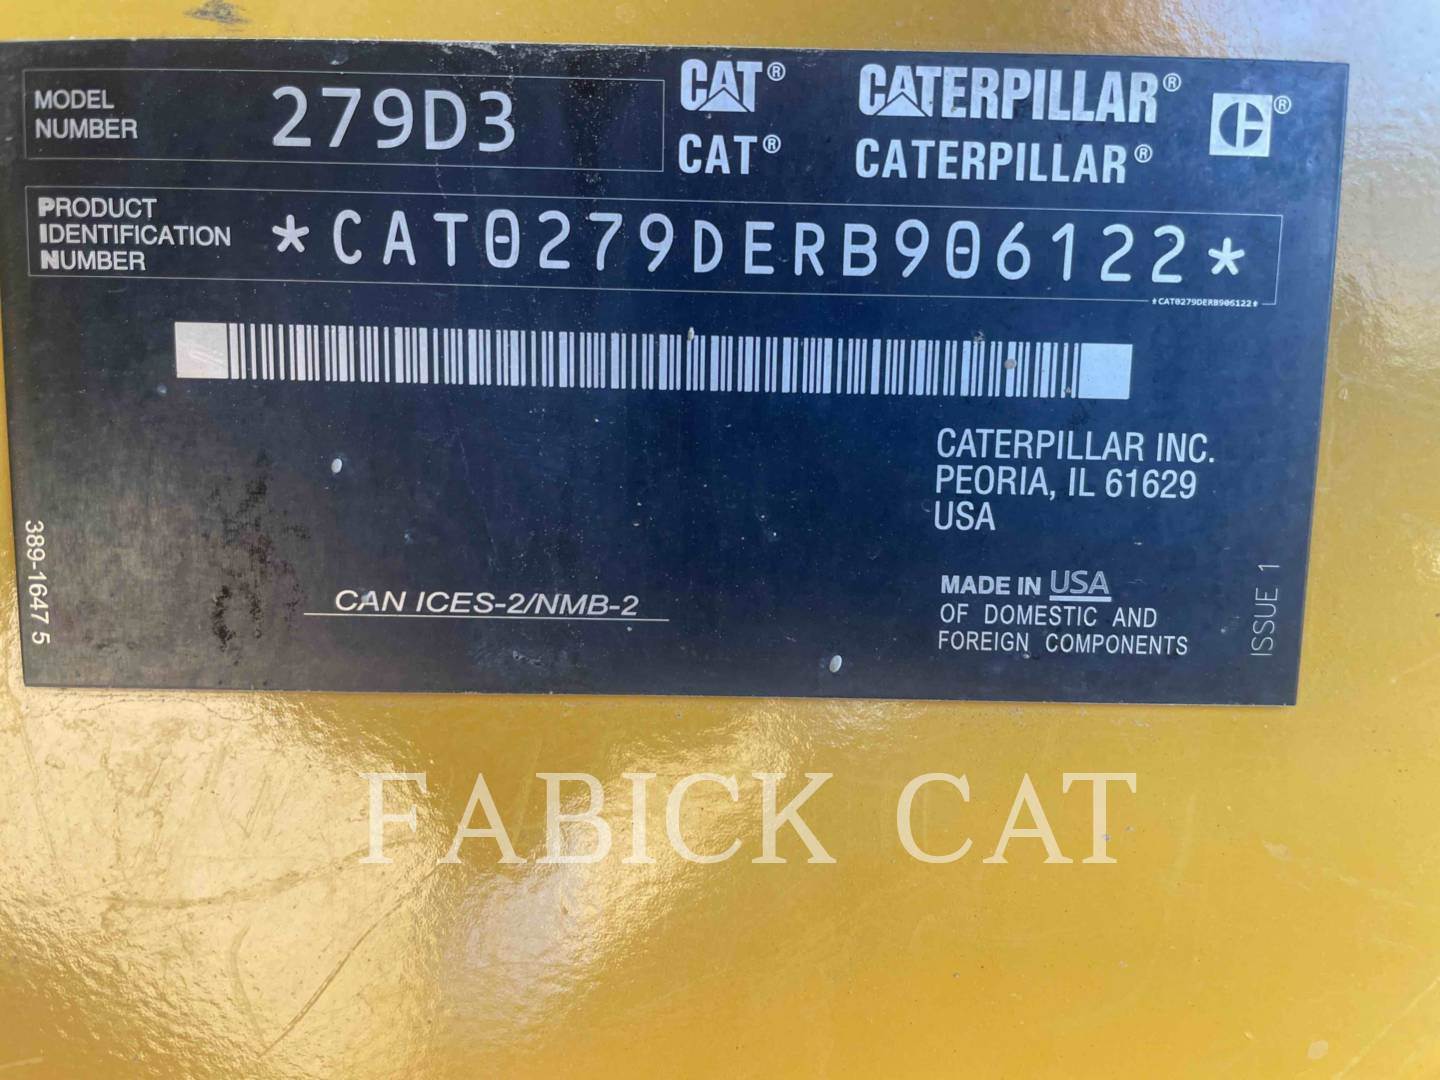 MODEL NUMBER 279D3
CAT® CATERPILLAR® C®
CAT® CATERPILLAR®
PRODUCT
IDENTIFICATION
NUMBER
*CAT0279DERB906122*
*CAT0279DERB906122*
CATERPILLAR INC.
PEORIA, IL 61629
USA
389-1647 5
CAN ICES-2/NMB-2
MADE IN USA
OF DOMESTIC AND
FOREIGN COMPONENTS
ISSUE 1
FABICK CAT